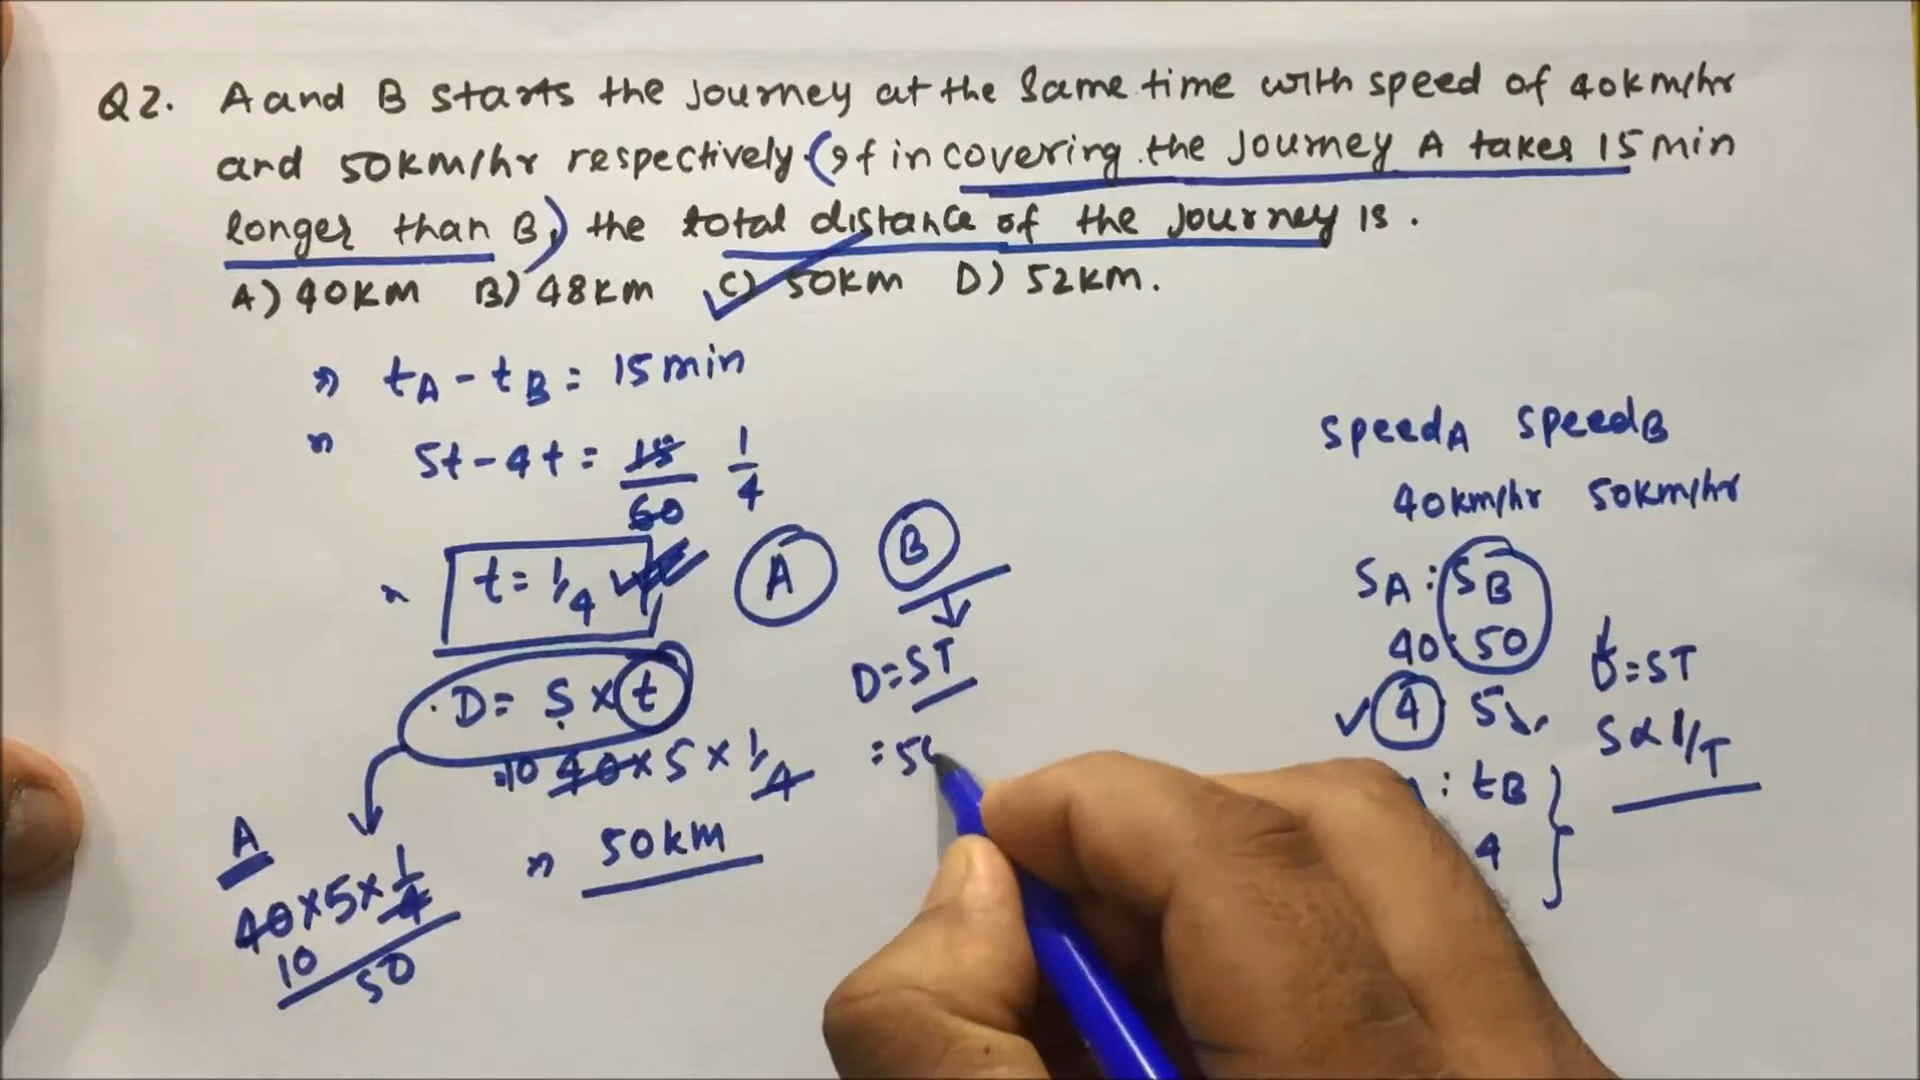 Q2. A and B starts the journey at the same time with speed of 40km/hr
and 50km/hr respectively (If in covering the journey A takes 15 min
longer than B,) the total distance of the journey is .
A) 40KM B) 48KM C) 50KM D) 52KM.
tA - tB = 15 min
5t - 4t = 15/60 1/4
t = 1/4
A B
D = S × t
D = ST
10 40 × 5 × 1/4
50km
A
40 × 5 × 1/4
10
50
speedA speedB
40km/hr 50km/hr
SA : SB
40 : 50
4 5
D = ST
S ∝ 1/T
: tB
4